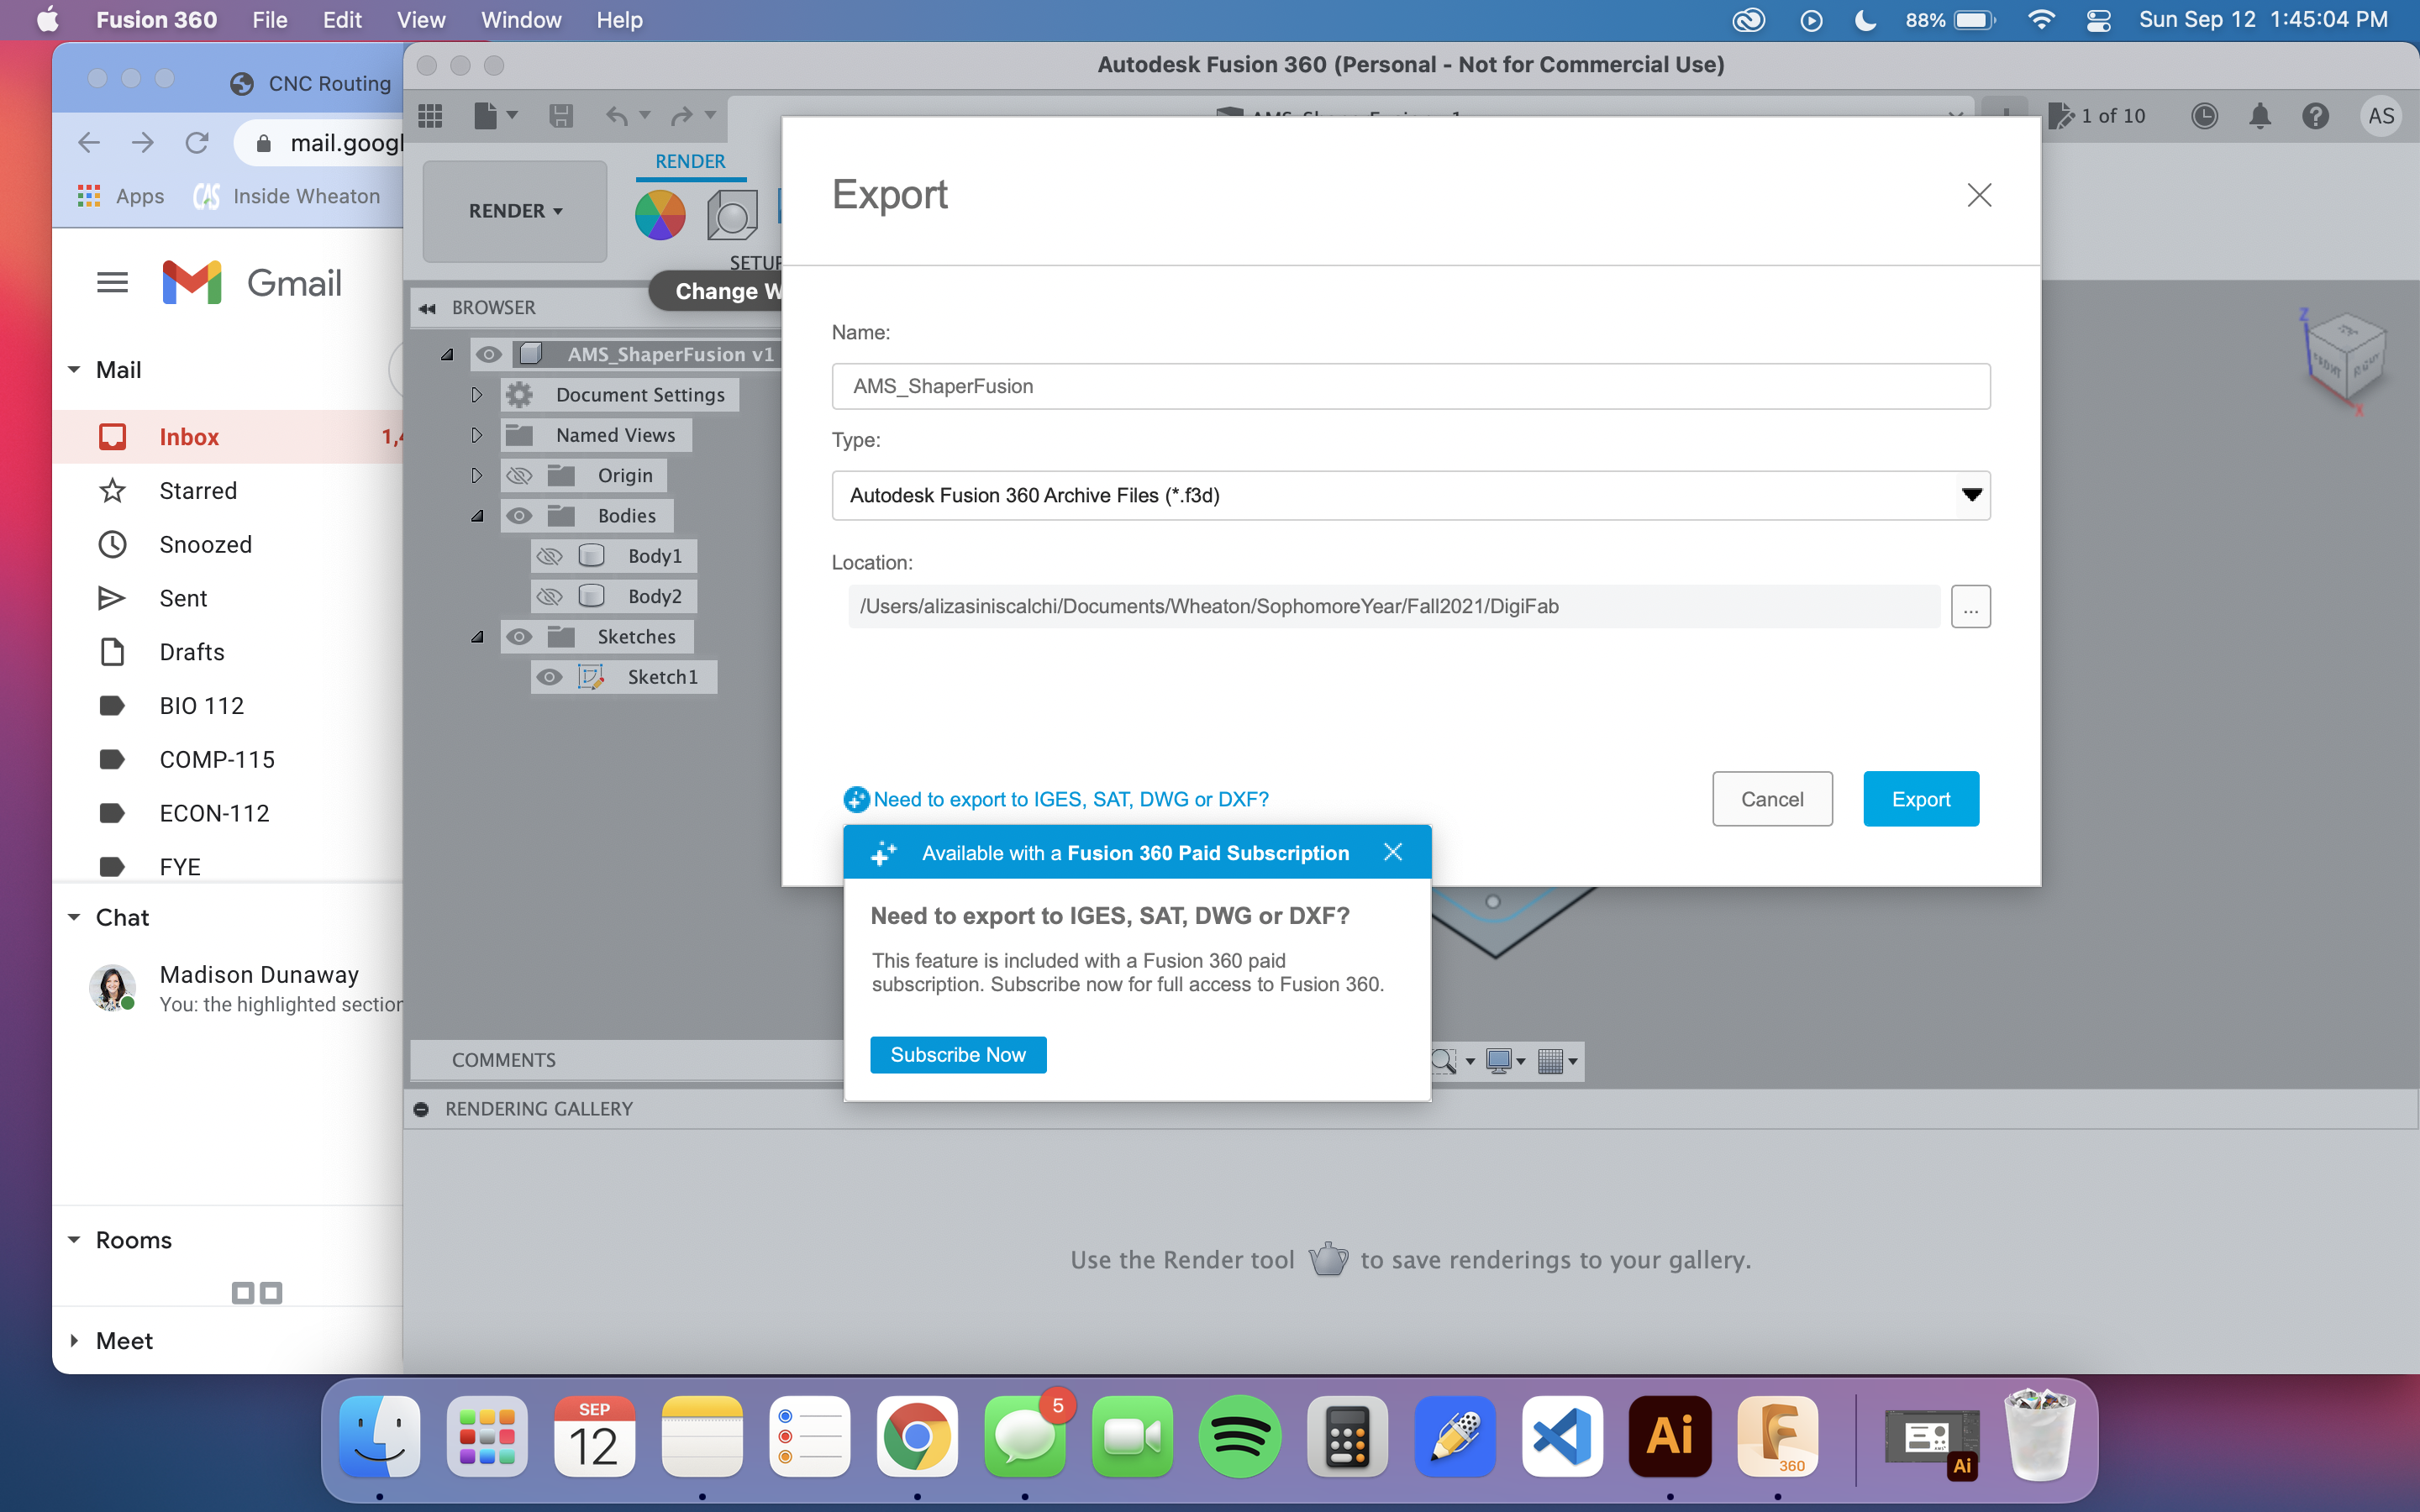 Fusion 360 File Edit View Window Help 88% Sun Sep 12 1:45:04 PM
CNC Routing
mail.googl
Apps CAS Inside Wheaton
Gmail
Mail
Inbox 1,4
Starred
Snoozed
Sent
Drafts
BIO 112
COMP-115
ECON-112
FYE
Chat
Madison Dunaway
You: the highlighted section
Rooms
Meet
Autodesk Fusion 360 (Personal - Not for Commercial Use)
1 of 10 AS
RENDER
RENDER
SETUP
Change W
BROWSER
AMS_ShaperFusion v1
Document Settings
Named Views
Origin
Bodies
Body1
Body2
Sketches
Sketch1
COMMENTS
RENDERING GALLERY
Use the Render tool to save renderings to your gallery.
Z
FRONT RIGHT
X
Export
Name:
AMS_ShaperFusion
Type:
Autodesk Fusion 360 Archive Files (*.f3d)
Location:
/Users/alizasiniscalchi/Documents/Wheaton/SophomoreYear/Fall2021/DigiFab
...
Need to export to IGES, SAT, DWG or DXF?
Cancel
Export
Available with a Fusion 360 Paid Subscription
Need to export to IGES, SAT, DWG or DXF?
This feature is included with a Fusion 360 paid
subscription. Subscribe now for full access to Fusion 360.
Subscribe Now
SEP
12
5
Ai
360
Ai